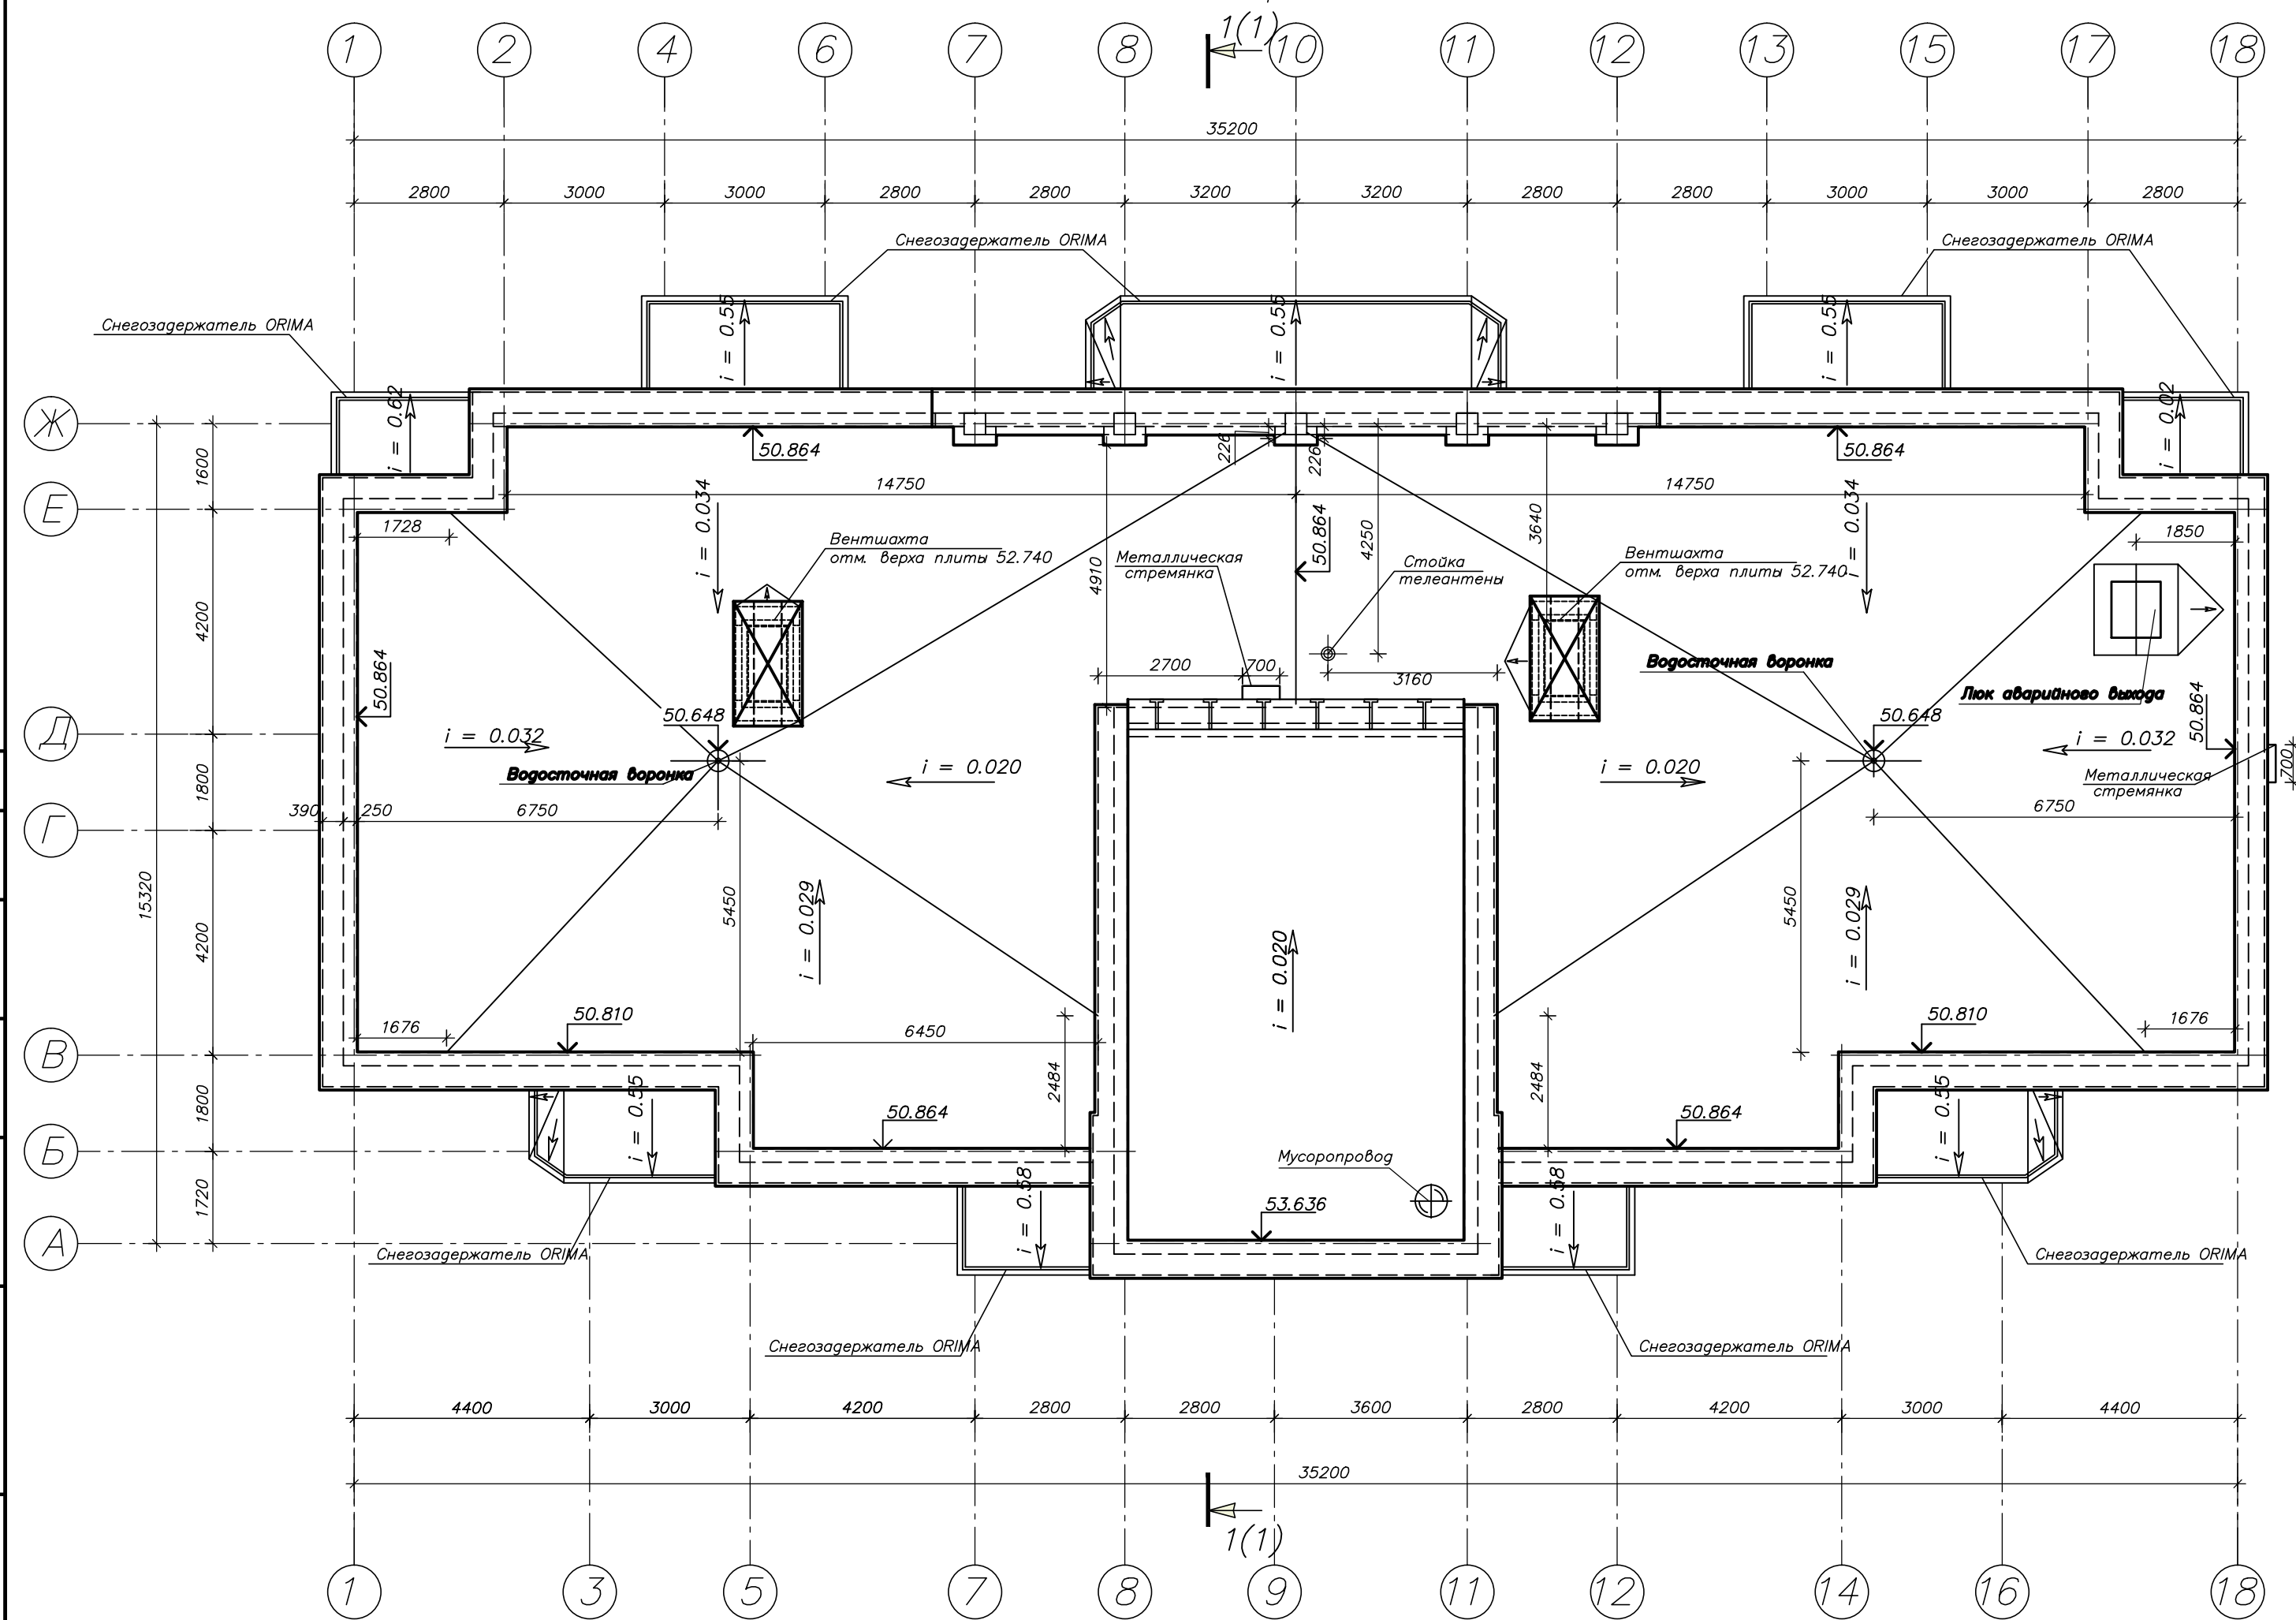 1(1)
1 2 4 6 7 8 10 11 12 13 15 17 18
35200
2800 3000 3000 2800 2800 3200 3200 2800 2800 3000 3000 2800
Снегозадержатель ORIMA
Снегозадержатель ORIMA
Снегозадержатель ORIMA
i = 0.55
i = 0.55
i = 0.55
i = 0.62
i = 0.02
Ж
Е
Д
Г
В
Б
А
15320
1600
4200
1800
4200
1800
1720
50.864
50.864
226
226
14750
14750
1728
i = 0.034
i = 0.034
Вентшахта
отм. верха плиты 52.740
4910
Металлическая
стремянка
50.864
4250
Стойка
телеантены
3640
Вентшахта
отм. верха плиты 52.740
1850
50.864
2700
700
3160
Водосточная воронка
Люк аварийново выхода
50.864
50.648
50.648
i = 0.032
i = 0.032
Водосточная воронка
i = 0.020
i = 0.020
Металлическая
стремянка
700
390
250
6750
6750
5450
i = 0.029
5450
i = 0.029
i = 0.020
50.810
50.810
1676
6450
1676
2484
2484
i = 0.55
i = 0.55
50.864
50.864
Мусоропровод
53.636
i = 0.58
i = 0.58
Снегозадержатель ORIMA
Снегозадержатель ORIMA
Снегозадержатель ORIMA
Снегозадержатель ORIMA
4400 3000 4200 2800 2800 3600 2800 4200 3000 4400
35200
1(1)
1 3 5 7 8 9 11 12 14 16 18